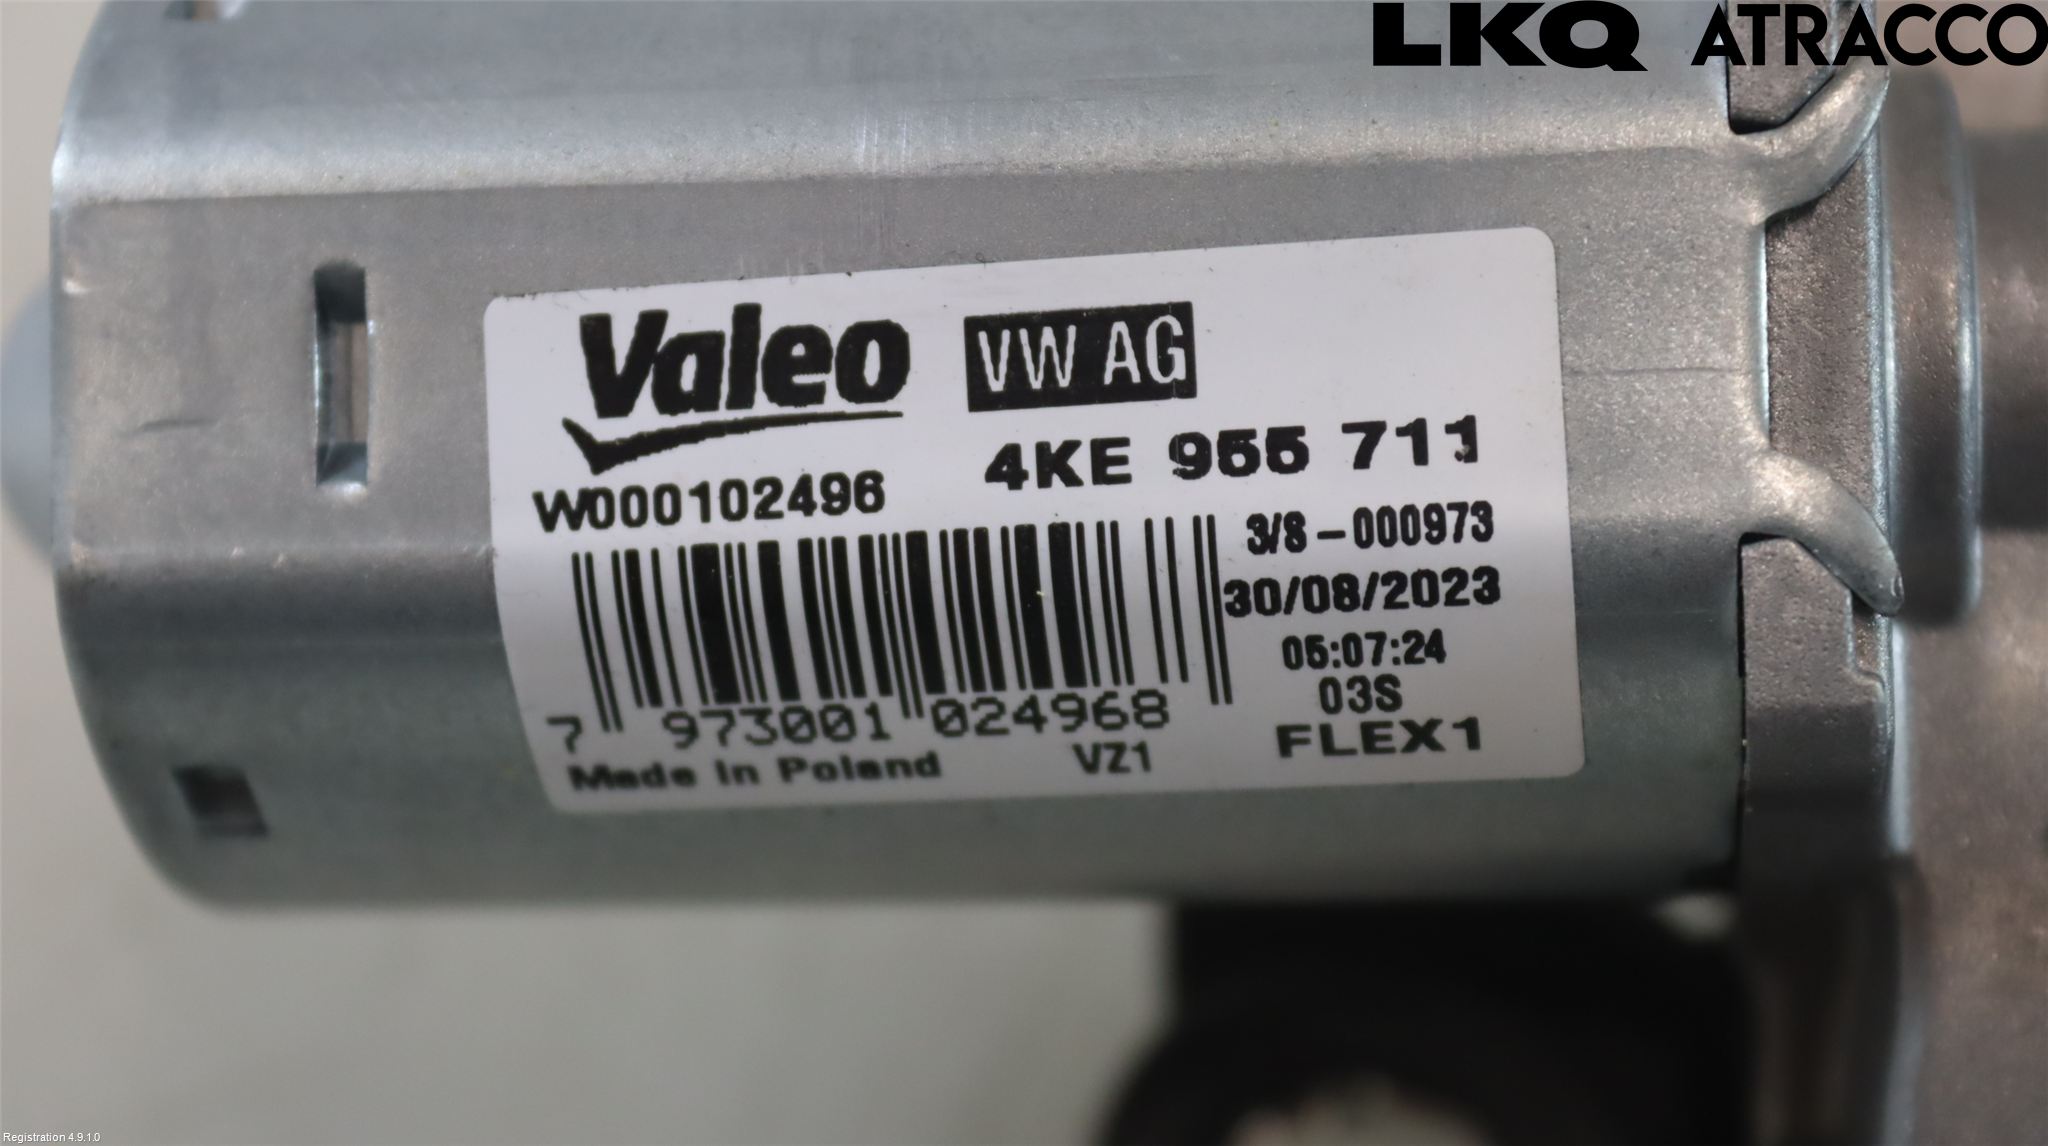 LKQ ATRACCO
Valeo VW AG
4KE 955 711
W000102496
3/8-000973
30/08/2023
05:07:24
03S
7 973001 024968
FLEX1
Made in Poland VZ1
Registration 4.9.1.0